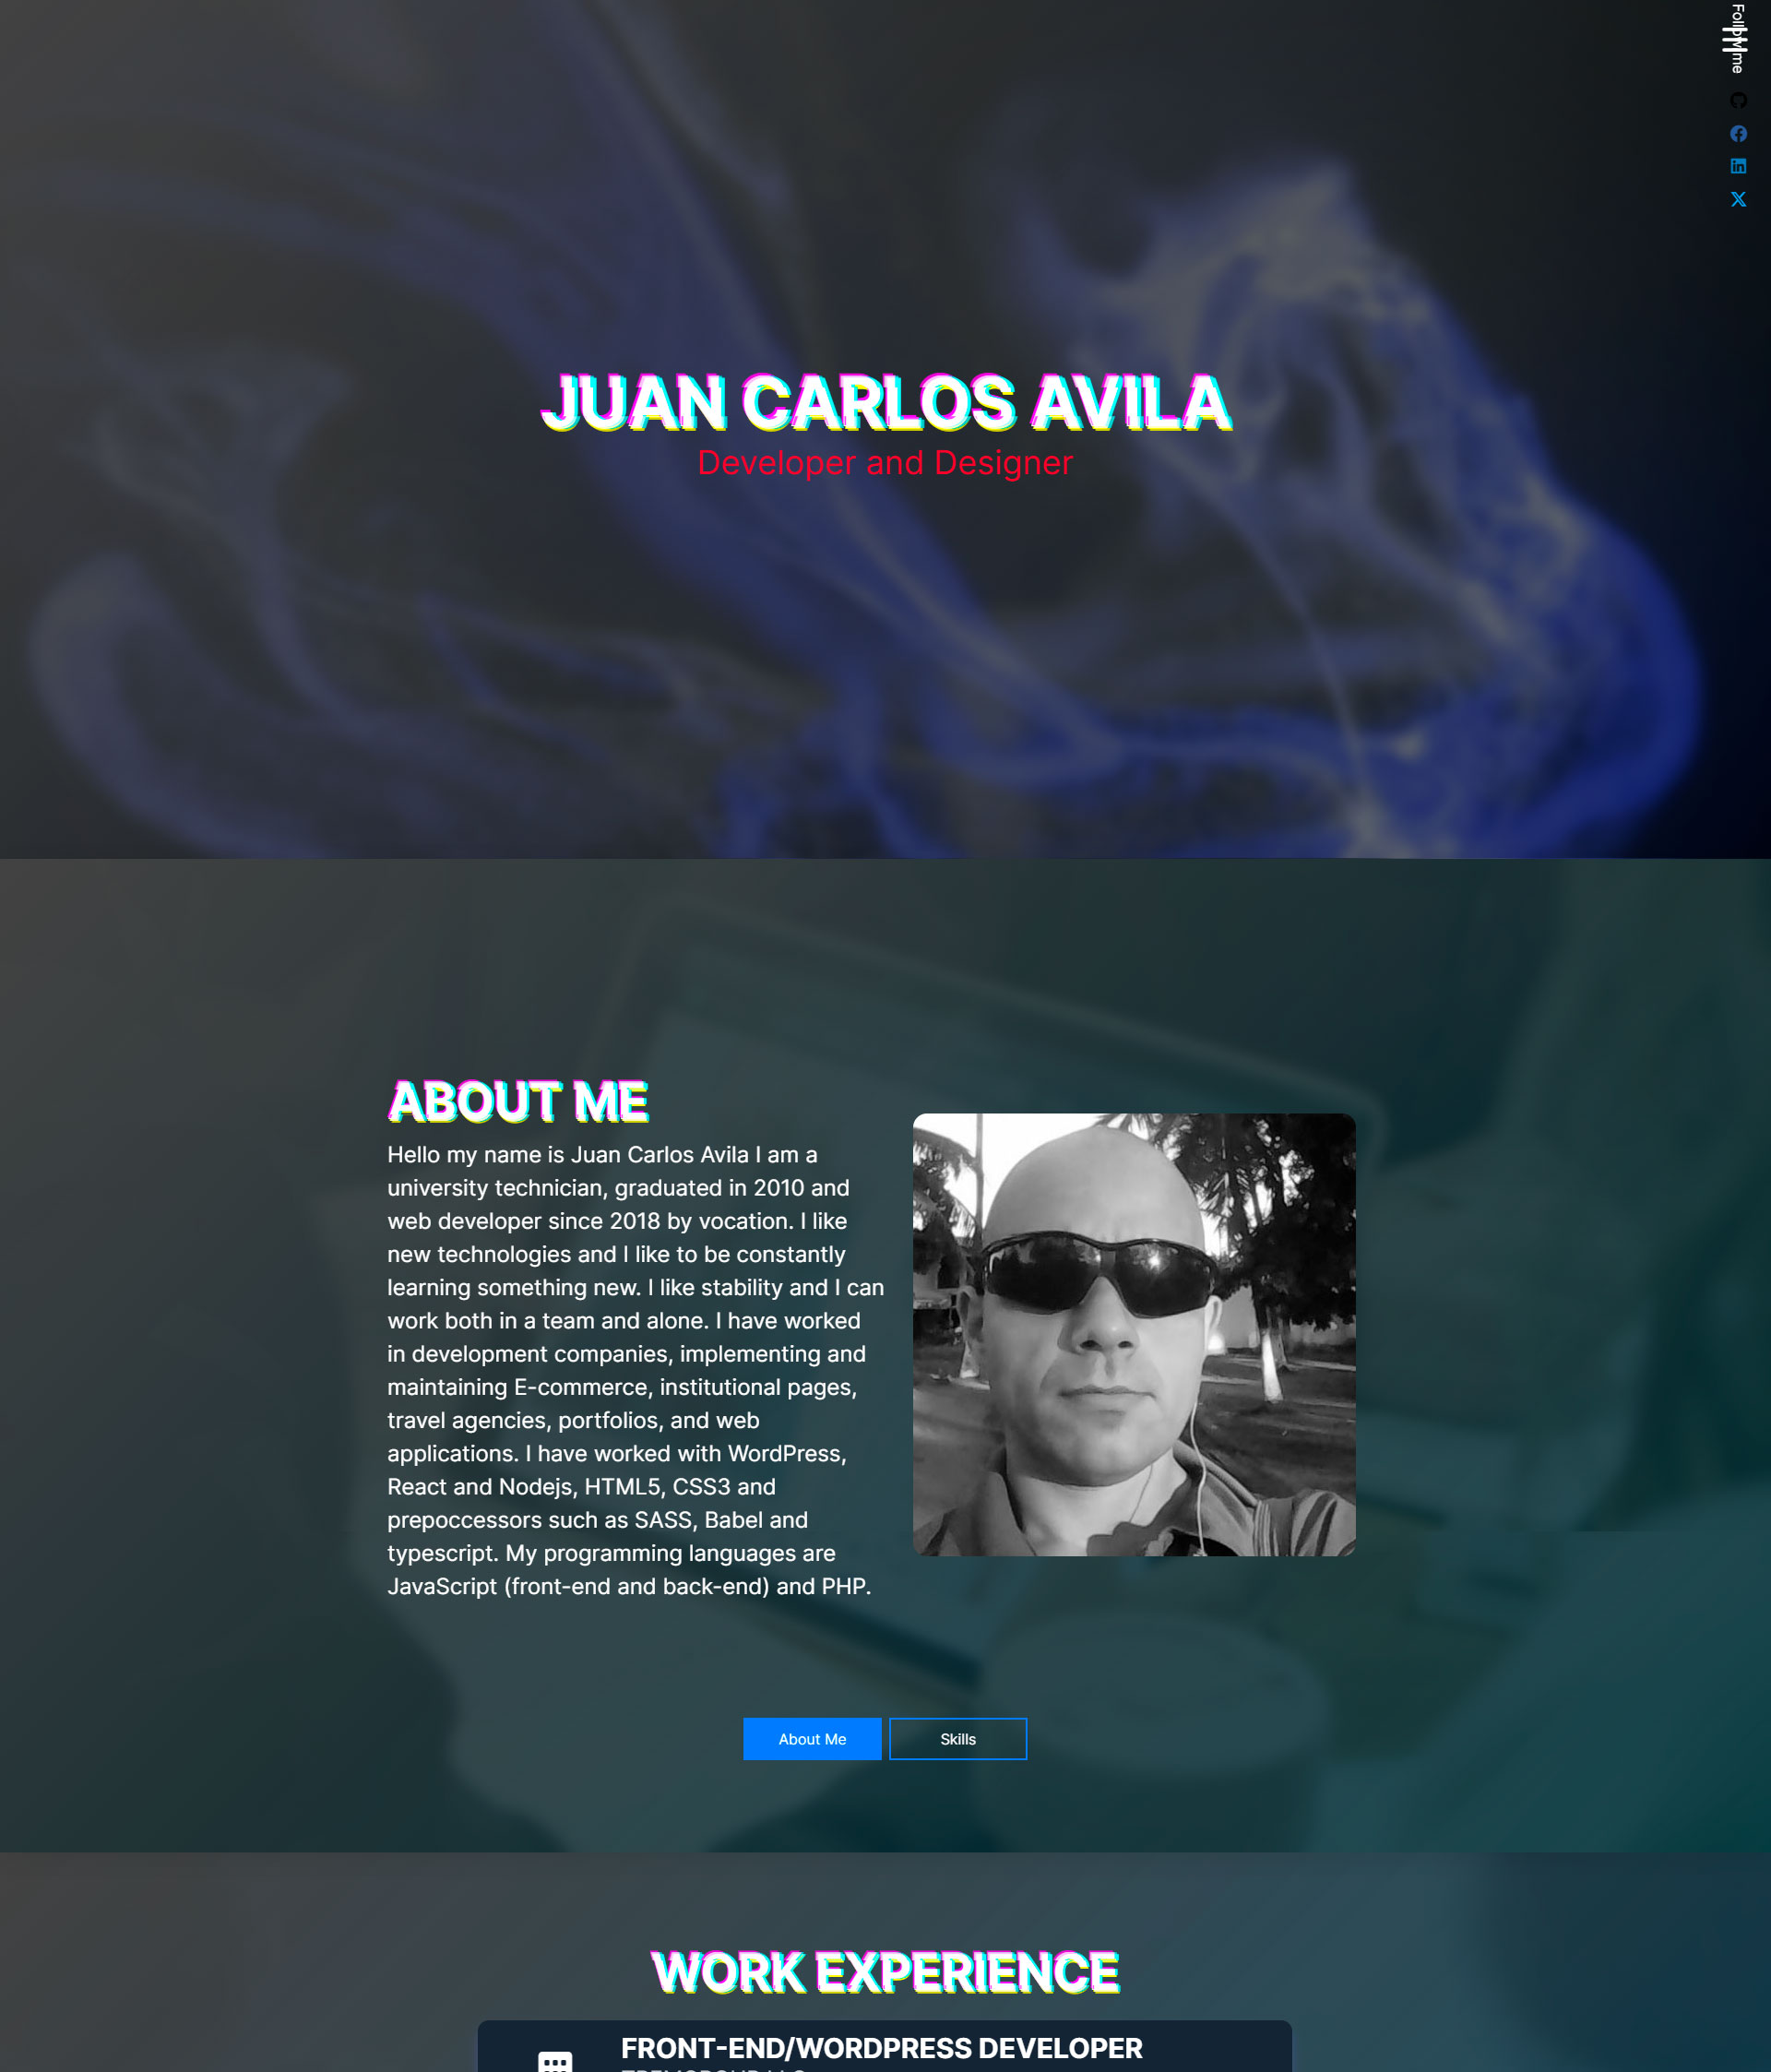 Follow me
JUAN CARLOS AVILA
Developer and Designer
ABOUT ME
Hello my name is Juan Carlos Avila I am a
university technician, graduated in 2010 and
web developer since 2018 by vocation. I like
new technologies and I like to be constantly
learning something new. I like stability and I can
work both in a team and alone. I have worked
in development companies, implementing and
maintaining E-commerce, institutional pages,
travel agencies, portfolios, and web
applications. I have worked with WordPress,
React and Nodejs, HTML5, CSS3 and
prepoccessors such as SASS, Babel and
typescript. My programming languages are
JavaScript (front-end and back-end) and PHP.
About Me
Skills
WORK EXPERIENCE
FRONT-END/WORDPRESS DEVELOPER